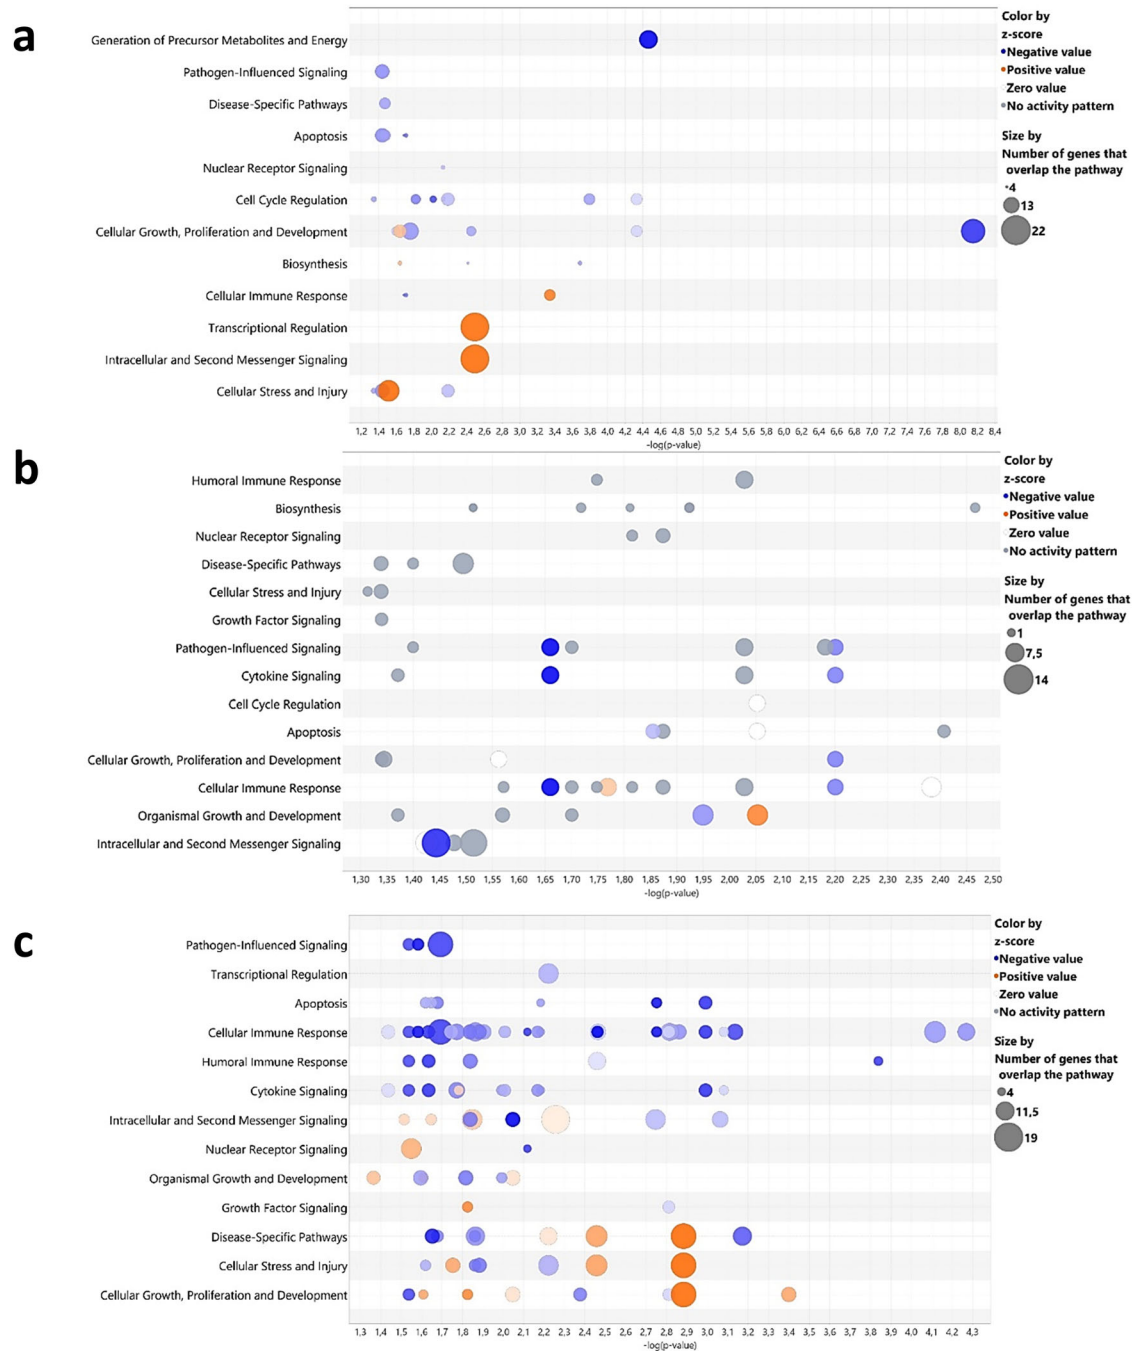 a
Generation of Precursor Metabolites and Energy
Pathogen-Influenced Signaling
Disease-Specific Pathways
Apoptosis
Nuclear Receptor Signaling
Cell Cycle Regulation
Cellular Growth, Proliferation and Development
Biosynthesis
Cellular Immune Response
Transcriptional Regulation
Intracellular and Second Messenger Signaling
Cellular Stress and Injury
1,2 1,4 1,6 1,8 2,0 2,2 2,4 2,6 2,8 3,0 3,2 3,4 3,6 3,8 4,0 4,2 4,4 4,6 4,8 5,0 5,2 5,4 5,6 5,8 6,0 6,2 6,4 6,6 6,8 7,0 7,2 7,4 7,6 7,8 8,0 8,2 8,4
-log(p-value)
Color by
z-score
Negative value
Positive value
Zero value
No activity pattern
Size by
Number of genes that
overlap the pathway
4
13
22
b
Humoral Immune Response
Biosynthesis
Nuclear Receptor Signaling
Disease-Specific Pathways
Cellular Stress and Injury
Growth Factor Signaling
Pathogen-Influenced Signaling
Cytokine Signaling
Cell Cycle Regulation
Apoptosis
Cellular Growth, Proliferation and Development
Cellular Immune Response
Organismal Growth and Development
Intracellular and Second Messenger Signaling
1,30 1,35 1,40 1,45 1,50 1,55 1,60 1,65 1,70 1,75 1,80 1,85 1,90 1,95 2,00 2,05 2,10 2,15 2,20 2,25 2,30 2,35 2,40 2,45 2,50
-log(p-value)
Color by
z-score
Negative value
Positive value
Zero value
No activity pattern
Size by
Number of genes that
overlap the pathway
1
7,5
14
c
Pathogen-Influenced Signaling
Transcriptional Regulation
Apoptosis
Cellular Immune Response
Humoral Immune Response
Cytokine Signaling
Intracellular and Second Messenger Signaling
Nuclear Receptor Signaling
Organismal Growth and Development
Growth Factor Signaling
Disease-Specific Pathways
Cellular Stress and Injury
Cellular Growth, Proliferation and Development
1,3 1,4 1,5 1,6 1,7 1,8 1,9 2,0 2,1 2,2 2,3 2,4 2,5 2,6 2,7 2,8 2,9 3,0 3,1 3,2 3,3 3,4 3,5 3,6 3,7 3,8 3,9 4,0 4,1 4,2 4,3
-log(p-value)
Color by
z-score
Negative value
Positive value
Zero value
No activity pattern
Size by
Number of genes that
overlap the pathway
4
11,5
19